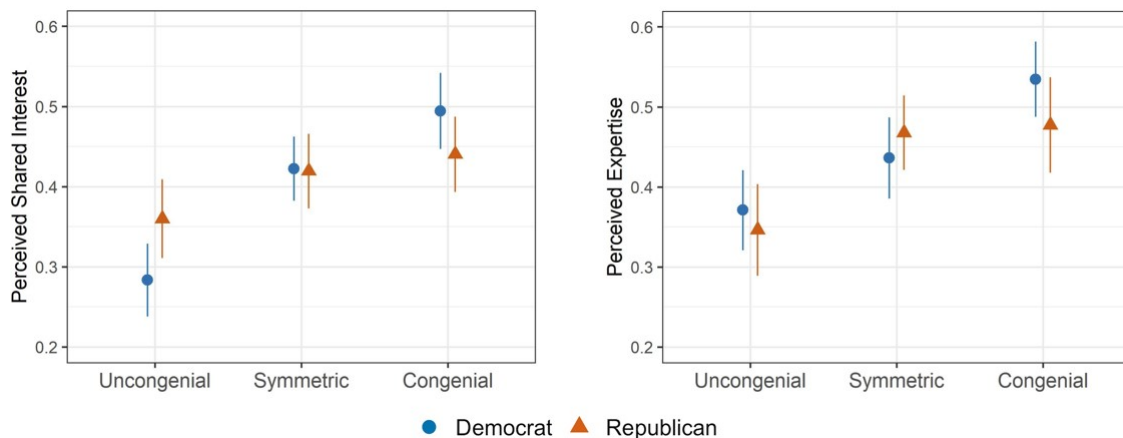 Perceived Shared Interest
0.6
0.5
0.4
0.3
0.2
Uncongenial Symmetric Congenial
Perceived Expertise
0.6
0.5
0.4
0.3
0.2
Uncongenial Symmetric Congenial
Democrat Republican